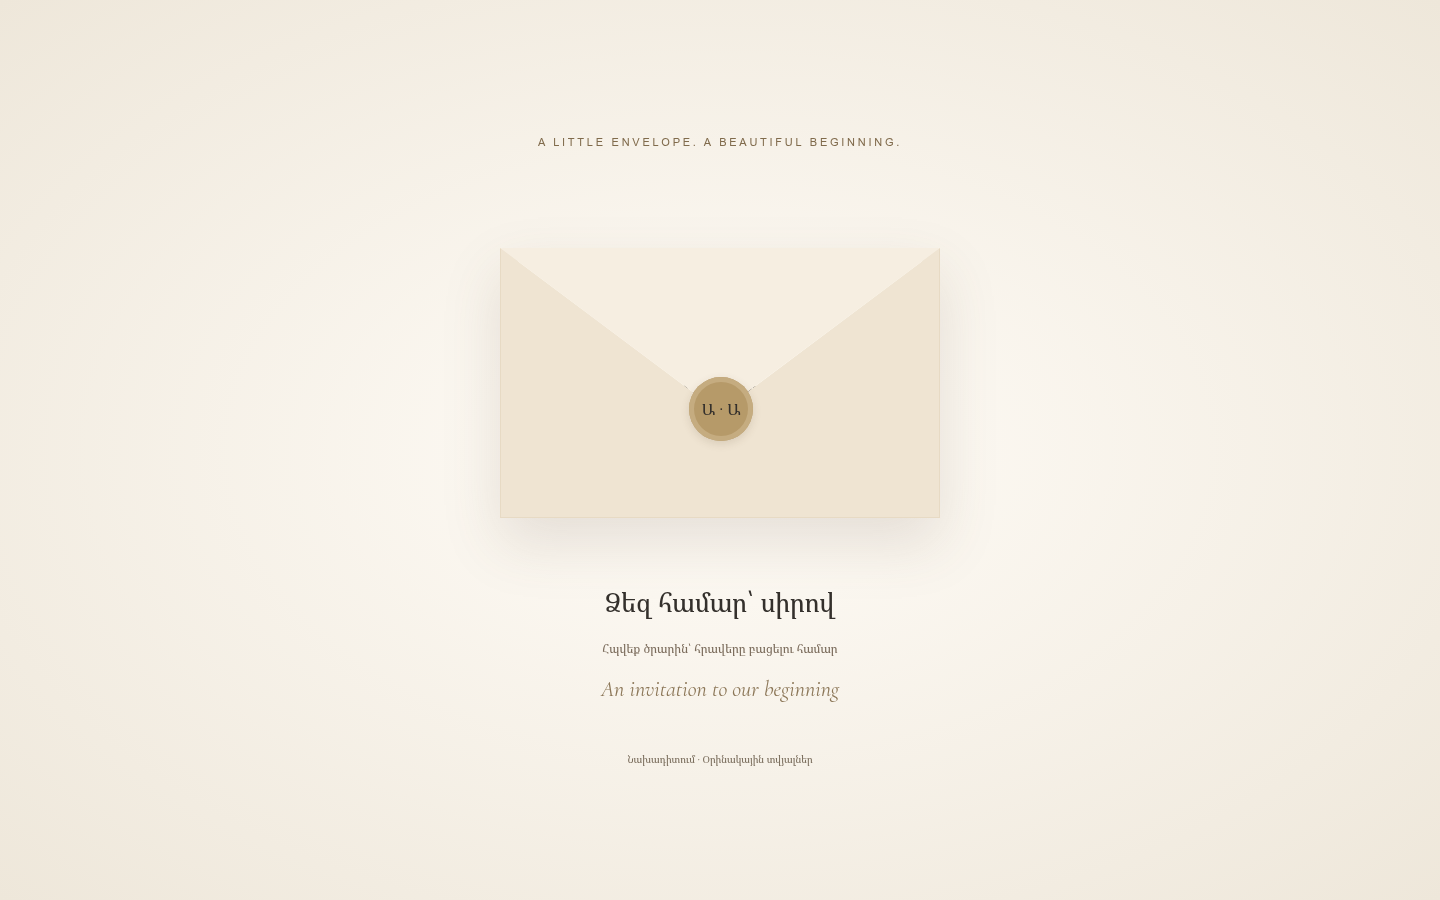 A LITTLE ENVELOPE. A BEAUTIFUL BEGINNING.
Ա · Ա
Ձեզ համար՝ սիրով
Հպվեք ծրարին՝ հրավերը բացելու համար
An invitation to our beginning
Նախադիտում · Օրինակային տվյալներ